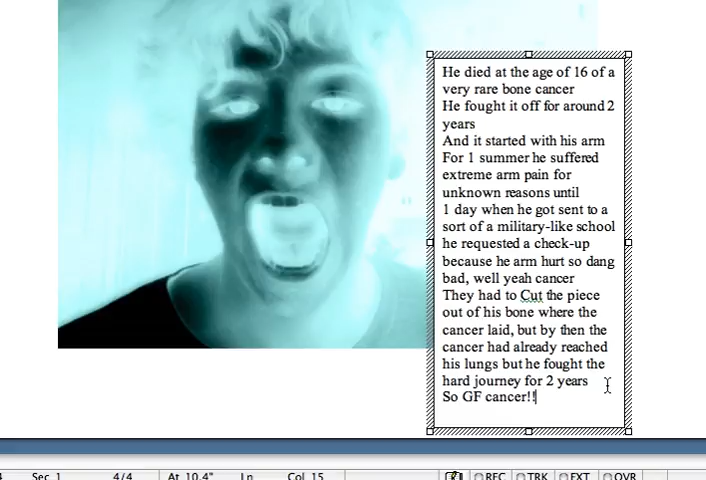 He died at the age of 16 of a
very rare bone cancer
He fought it off for around 2
years
And it started with his arm
For 1 summer he suffered
extreme arm pain for
unknown reasons until
1 day when he got sent to a
sort of a military-like school
he requested a check-up
because he arm hurt so dang
bad, well yeah cancer
They had to Cut the piece
out of his bone where the
cancer laid, but by then the
cancer had already reached
his lungs but he fought the
hard journey for 2 years
So GF cancer!!
Sec 1 4/4 At 10.4" Ln Col 15 REC TRK EXT OVR